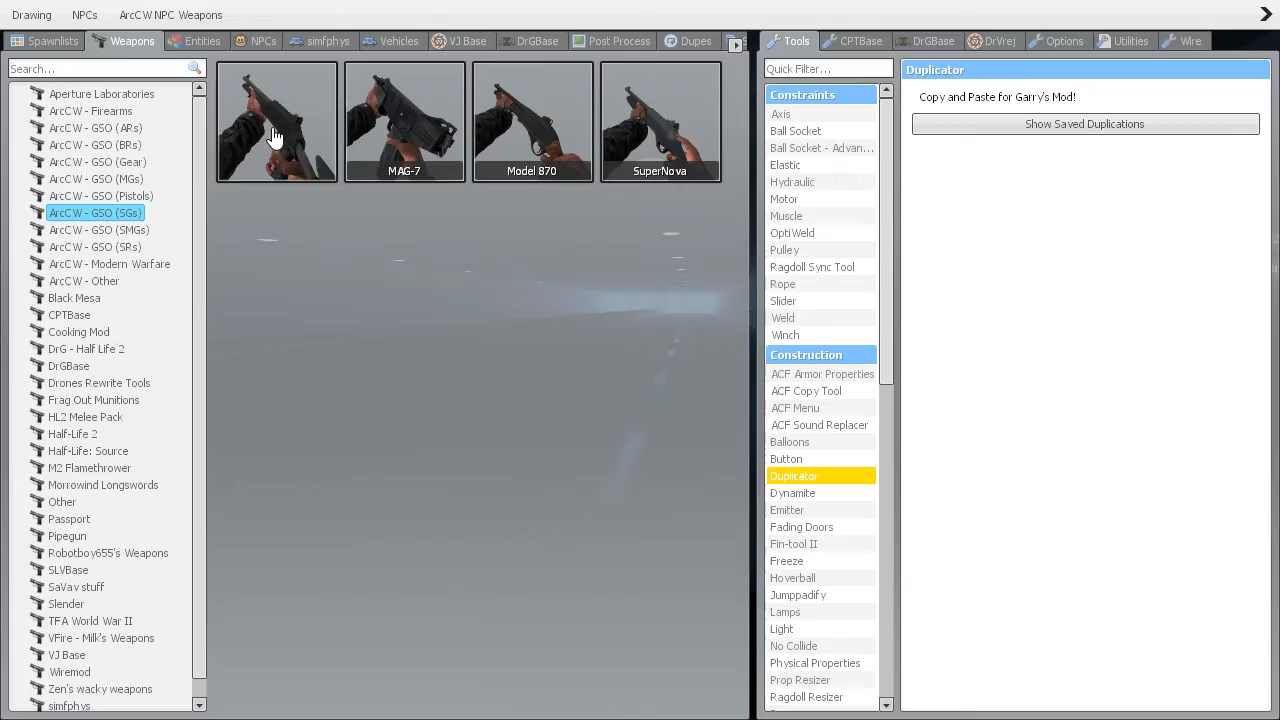 Drawing NPCs ArcCW NPC Weapons
Spawnlists Weapons Entities NPCs simfphys Vehicles VJ Base DrGBase Post Process Dupes S
Tools CPTBase DrGBase DrVrej Options Utilities Wire
Search...
Aperture Laboratories
ArcCW - Firearms
ArcCW - GSO (ARs)
ArcCW - GSO (BRs)
ArcCW - GSO (Gear)
ArcCW - GSO (MGs)
ArcCW - GSO (Pistols)
ArcCW - GSO (SGs)
ArcCW - GSO (SMGs)
ArcCW - GSO (SRs)
ArcCW - Modern Warfare
ArcCW - Other
Black Mesa
CPTBase
Cooking Mod
DrG - Half Life 2
DrGBase
Drones Rewrite Tools
Frag Out Munitions
HL2 Melee Pack
Half-Life 2
Half-Life: Source
M2 Flamethrower
Mordhau Longswords
Other
Passport
Pipegun
Robotboy655's Weapons
SLVBase
SaVav stuff
Slender
TFA World War II
VFire - Milk's Weapons
VJ Base
Wiremod
Zen's wacky weapons
simfphys
MAG-7
Model 870
SuperNova
Quick Filter...
Constraints
Axis
Ball Socket
Ball Socket - Advan...
Elastic
Hydraulic
Motor
Muscle
OptiWeld
Pulley
Ragdoll Sync Tool
Rope
Slider
Weld
Winch
Construction
ACF Armor Properties
ACF Copy Tool
ACF Menu
ACF Sound Replacer
Balloons
Button
Duplicator
Dynamite
Emitter
Fading Doors
Fin-tool II
Freeze
Hoverball
Jumppadify
Lamps
Light
No Collide
Physical Properties
Prop Resizer
Ragdoll Resizer
Duplicator
Copy and Paste for Garry's Mod!
Show Saved Duplications